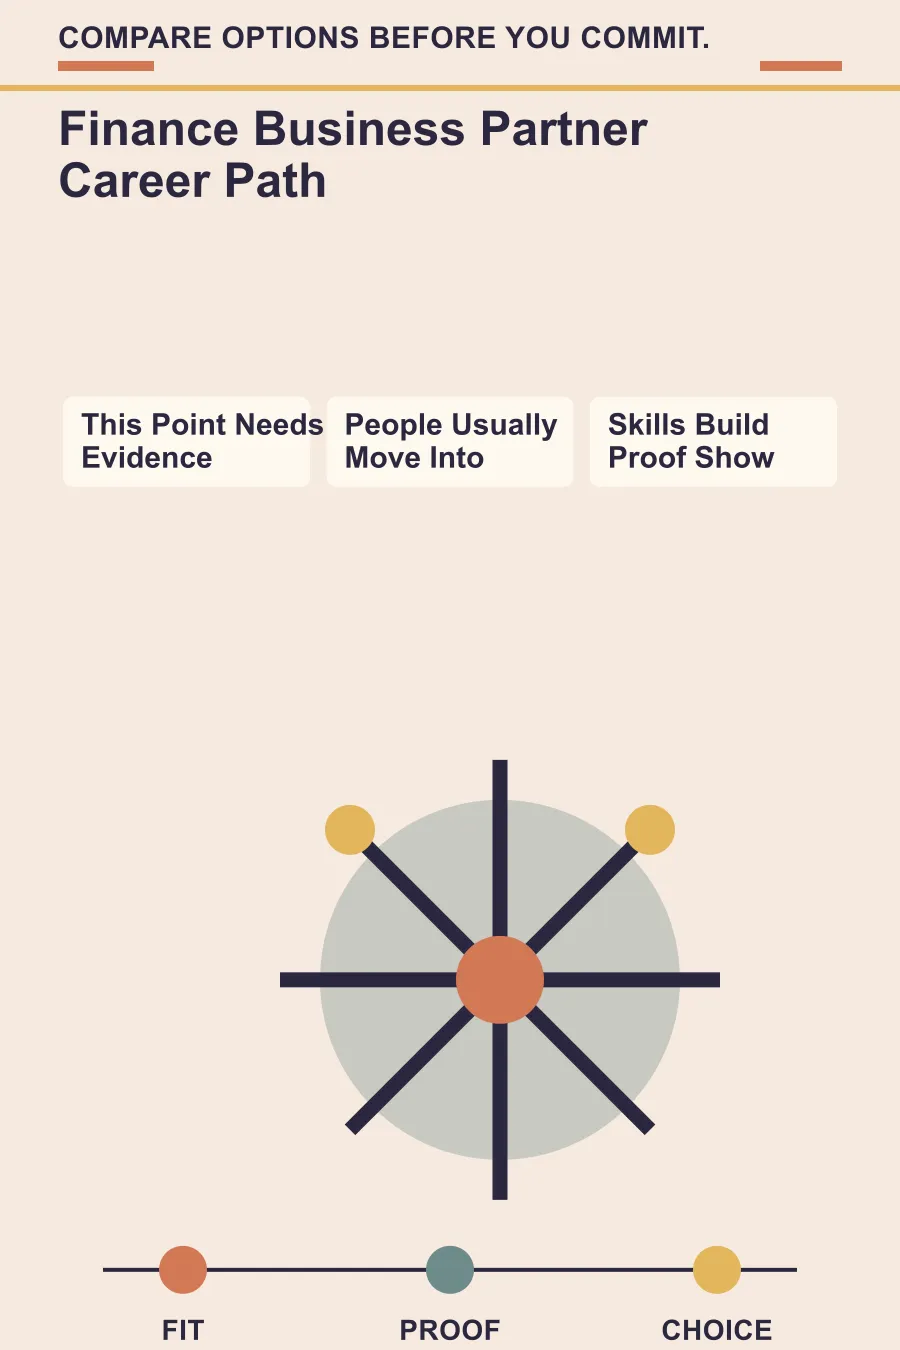 COMPARE OPTIONS BEFORE YOU COMMIT.
Finance Business Partner
Career Path
This Point Needs
Evidence
People Usually
Move Into
Skills Build
Proof Show
FIT
PROOF
CHOICE